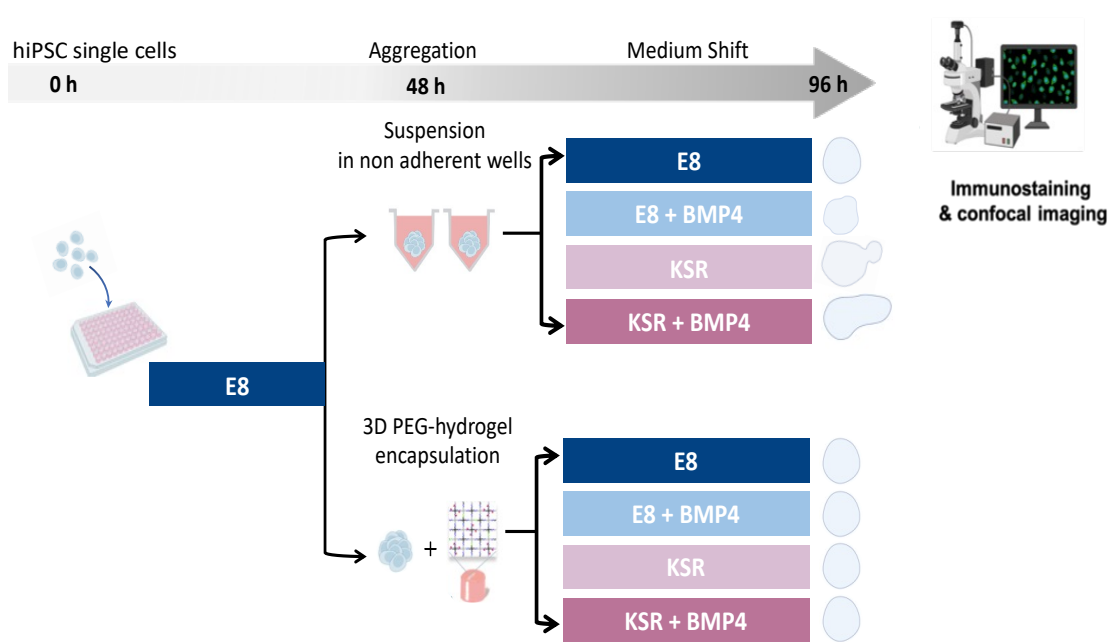 hiPSC single cells
Aggregation
Medium Shift
0 h
48 h
96 h
Suspension
in non adherent wells
E8
E8 + BMP4
KSR
KSR + BMP4
Immunostaining
& confocal imaging
E8
3D PEG-hydrogel
encapsulation
+
E8
E8 + BMP4
KSR
KSR + BMP4